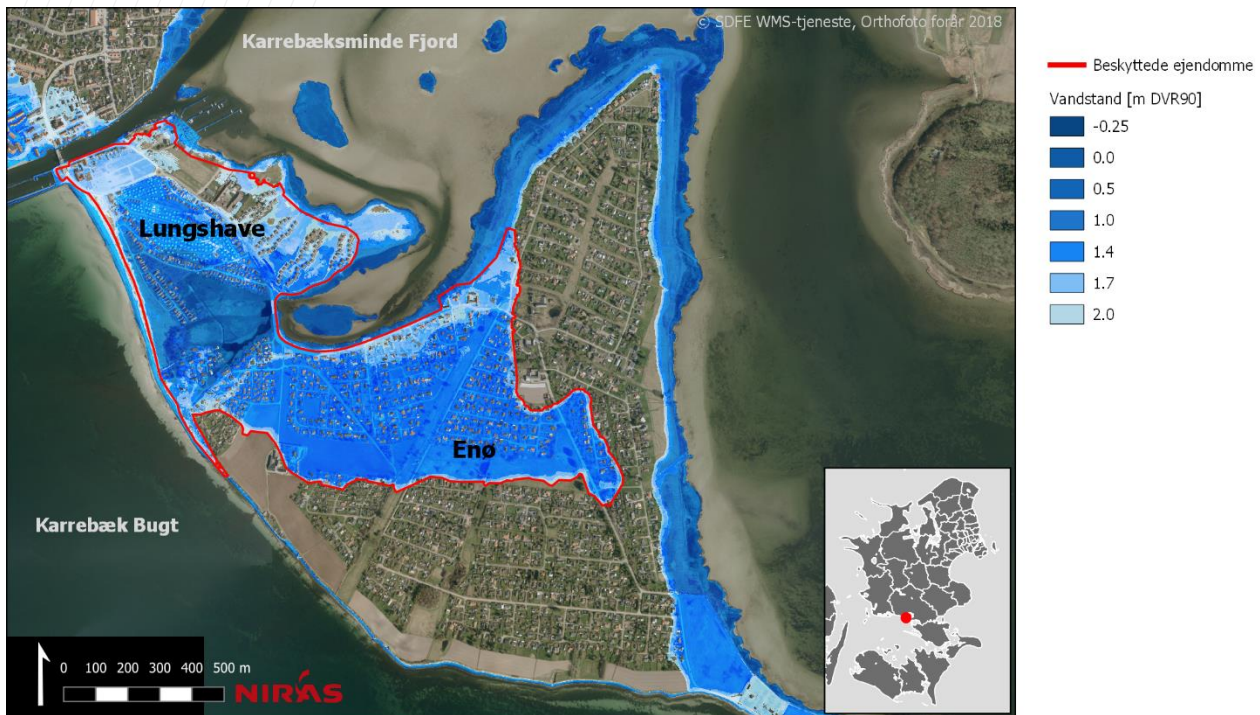 © SDFE WMS-tjeneste, Orthofoto forår 2018
Karrebæksminde Fjord
Lungshave
Enø
Karrebæk Bugt
0 100 200 300 400 500 m
NIRAS
Beskyttede ejendomme
Vandstand [m DVR90]
-0.25
0.0
0.5
1.0
1.4
1.7
2.0